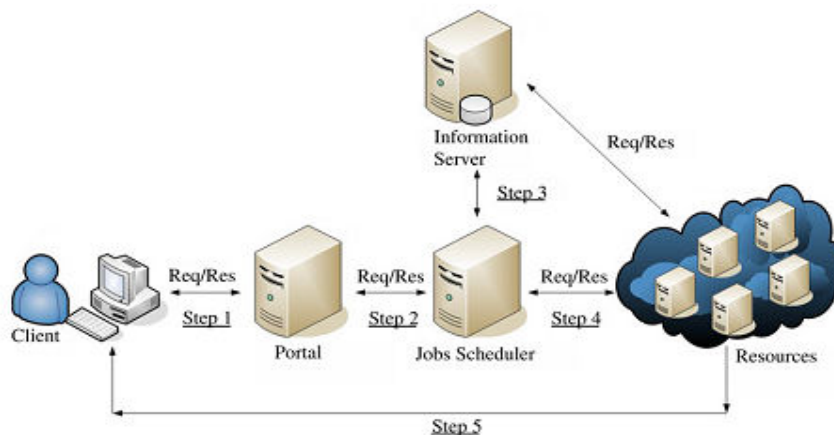 Information
Server
Req/Res
Step 3
Req/Res
Req/Res
Req/Res
Step 1
Step 2
Step 4
Client
Portal
Jobs Scheduler
Resources
Step 5